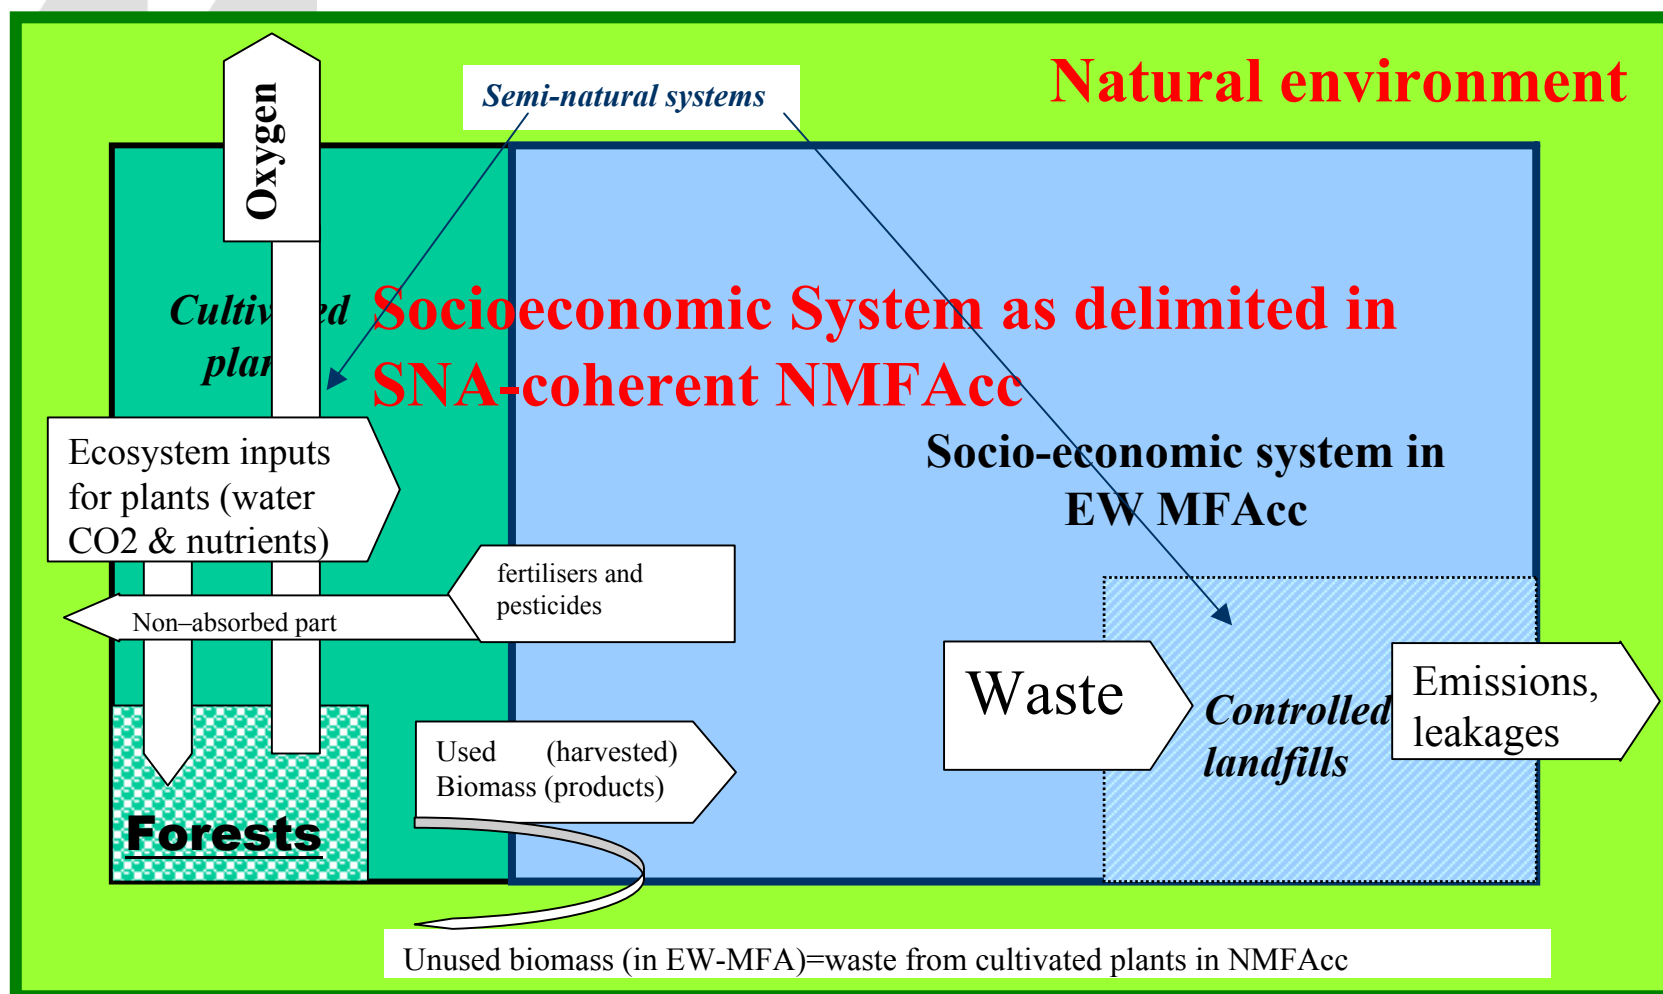 Natural environment
Semi-natural systems
Oxygen
Socioeconomic System as delimited in
SNA-coherent NMFAcc
Socio-economic system in
EW MFAcc
Ecosystem inputs
for plants (water
CO2 & nutrients)
fertilisers and
pesticides
Non–absorbed part
Waste
Controlled
landfills
Emissions,
leakages
Used (harvested)
Biomass (products)
Forests
Unused biomass (in EW-MFA)=waste from cultivated plants in NMFAcc